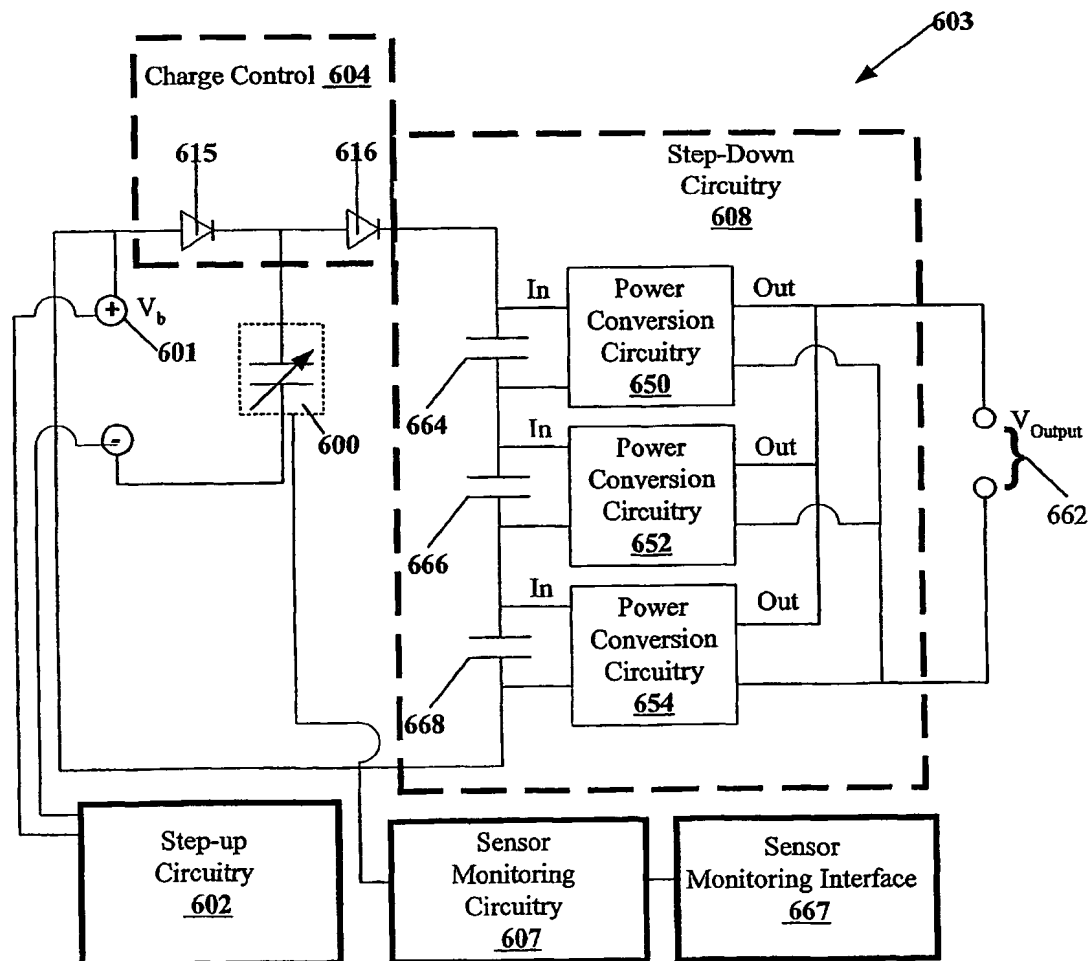 603
Charge Control 604
615
616
Step-Down
Circuitry
608
+
Vb
601
In
Power
Conversion
Circuitry
650
Out
664
600
-
In
Power
Conversion
Circuitry
652
Out
VOutput
}
662
666
In
Power
Conversion
Circuitry
654
Out
668
Step-up
Circuitry
602
Sensor
Monitoring
Circuitry
607
Sensor
Monitoring Interface
667